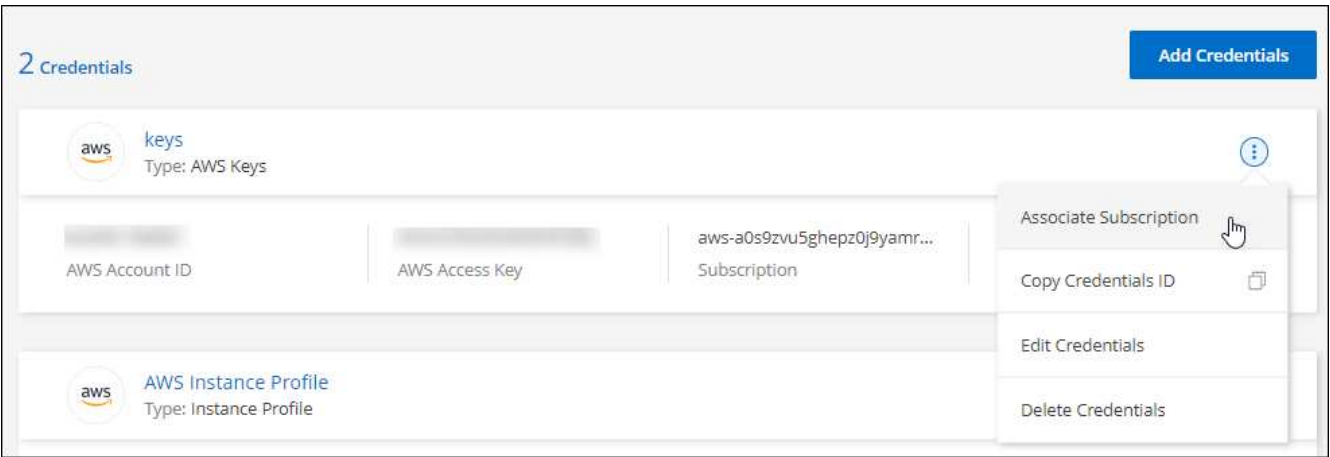 2 Credentials
Add Credentials
aws
keys
Type: AWS Keys
AWS Account ID
AWS Access Key
aws-a0s9zvu5ghepz0j9yamr...
Subscription
Associate Subscription
Copy Credentials ID
Edit Credentials
Delete Credentials
aws
AWS Instance Profile
Type: Instance Profile